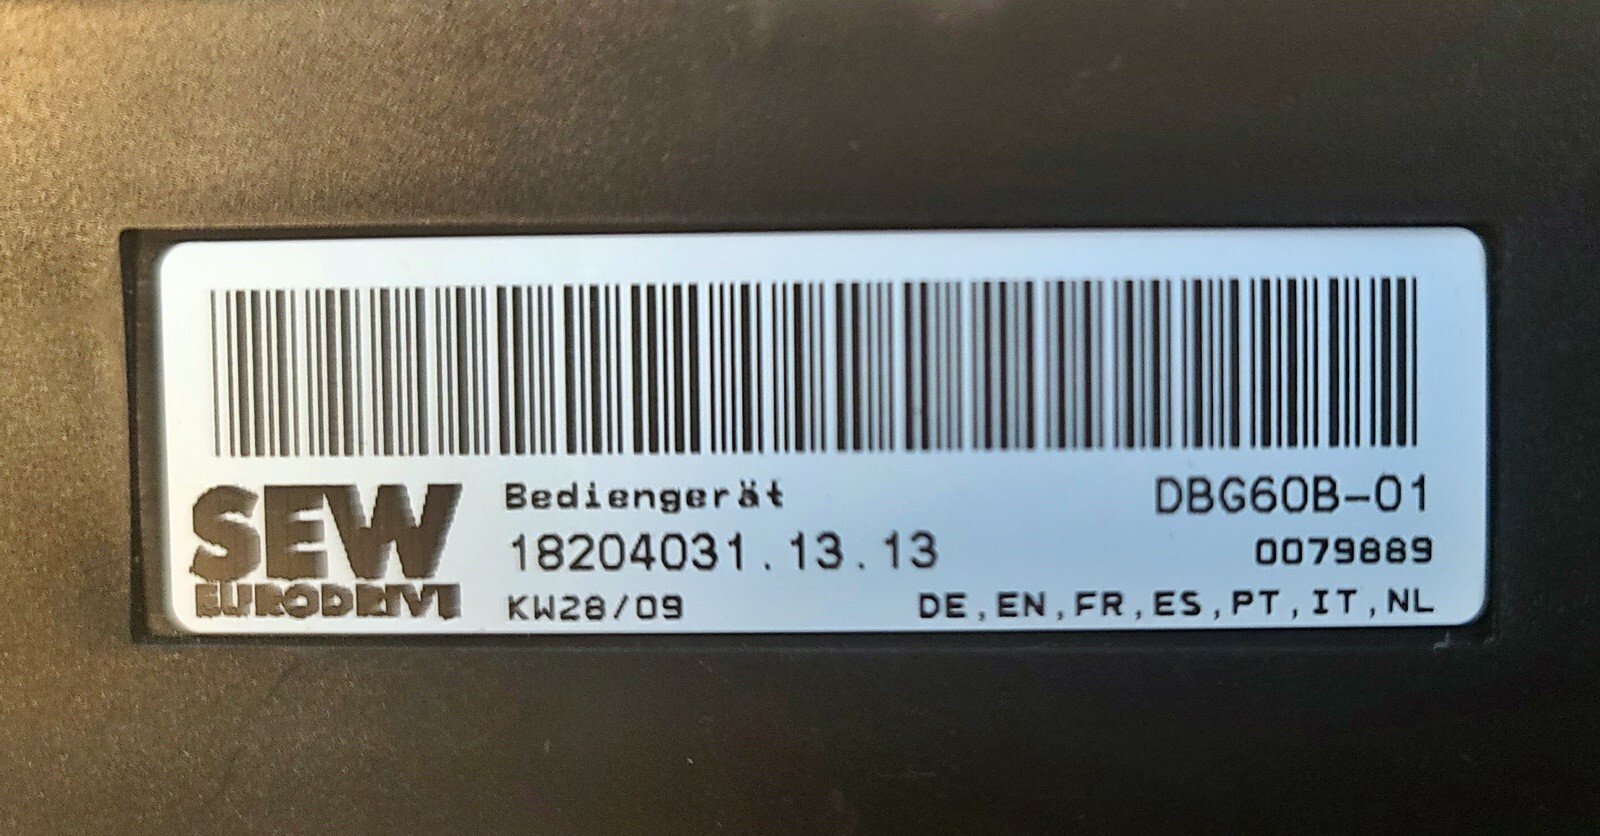 SEW
EURODRIVE
Bediengerät
DBG60B-01
18204031.13.13
0079889
KW28/09
DE,EN,FR,ES,PT,IT,NL